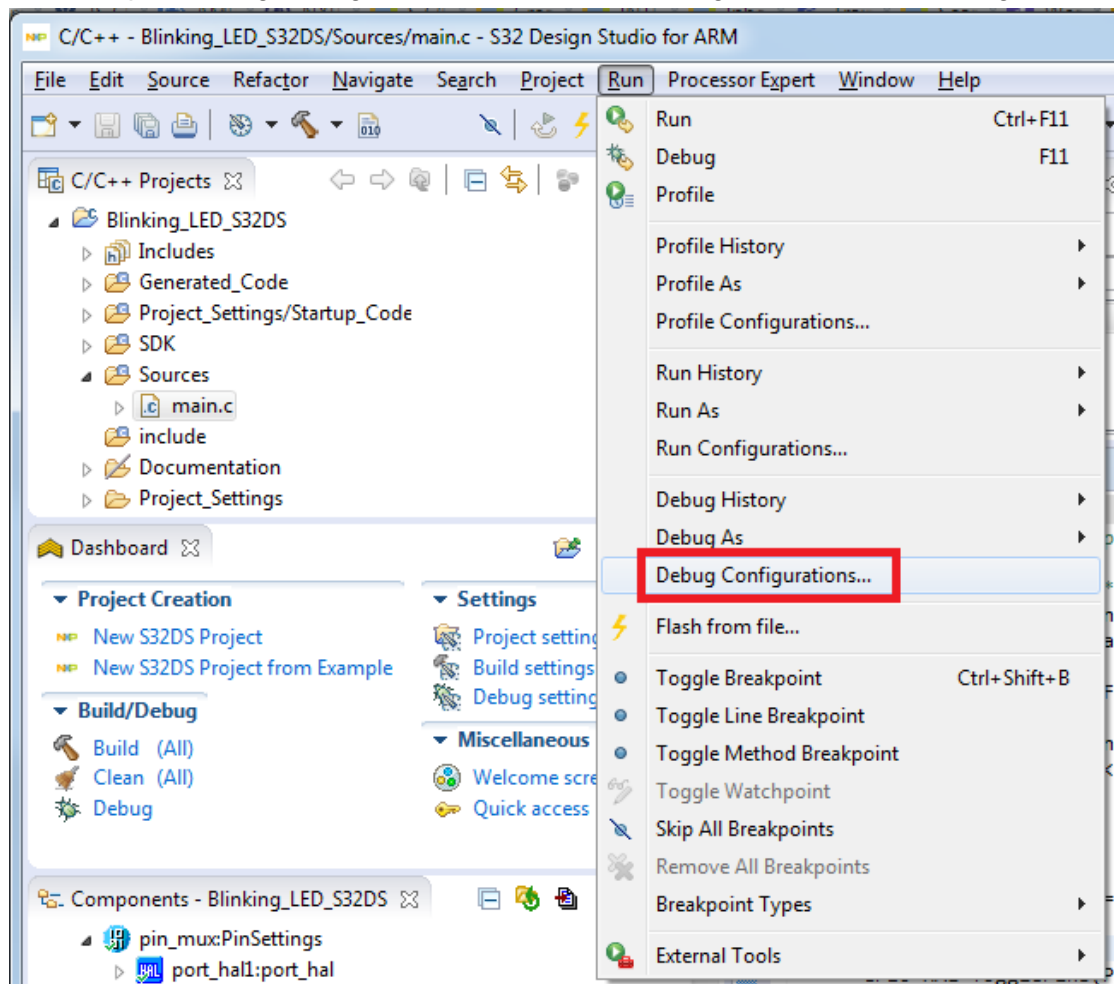 C/C++ - Blinking_LED_S32DS/Sources/main.c - S32 Design Studio for ARM
File Edit Source Refactor Navigate Search Project Run Processor Expert Window Help
010
Run Ctrl+F11
Debug F11
Profile
Profile History
Profile As
Profile Configurations...
Run History
Run As
Run Configurations...
Debug History
Debug As
Debug Configurations...
Flash from file...
Toggle Breakpoint Ctrl+Shift+B
Toggle Line Breakpoint
Toggle Method Breakpoint
Toggle Watchpoint
Skip All Breakpoints
Remove All Breakpoints
Breakpoint Types
External Tools
C/C++ Projects
Blinking_LED_S32DS
Includes
Generated_Code
Project_Settings/Startup_Code
SDK
Sources
.c main.c
include
Documentation
Project_Settings
Dashboard
Project Creation
NXP New S32DS Project
NXP New S32DS Project from Example
Build/Debug
Build (All)
Clean (All)
Debug
Settings
Project setting
Build settings
Debug setting
Miscellaneous
Welcome scre
Quick access
Components - Blinking_LED_S32DS
pin_mux:PinSettings
port_hal1:port_hal